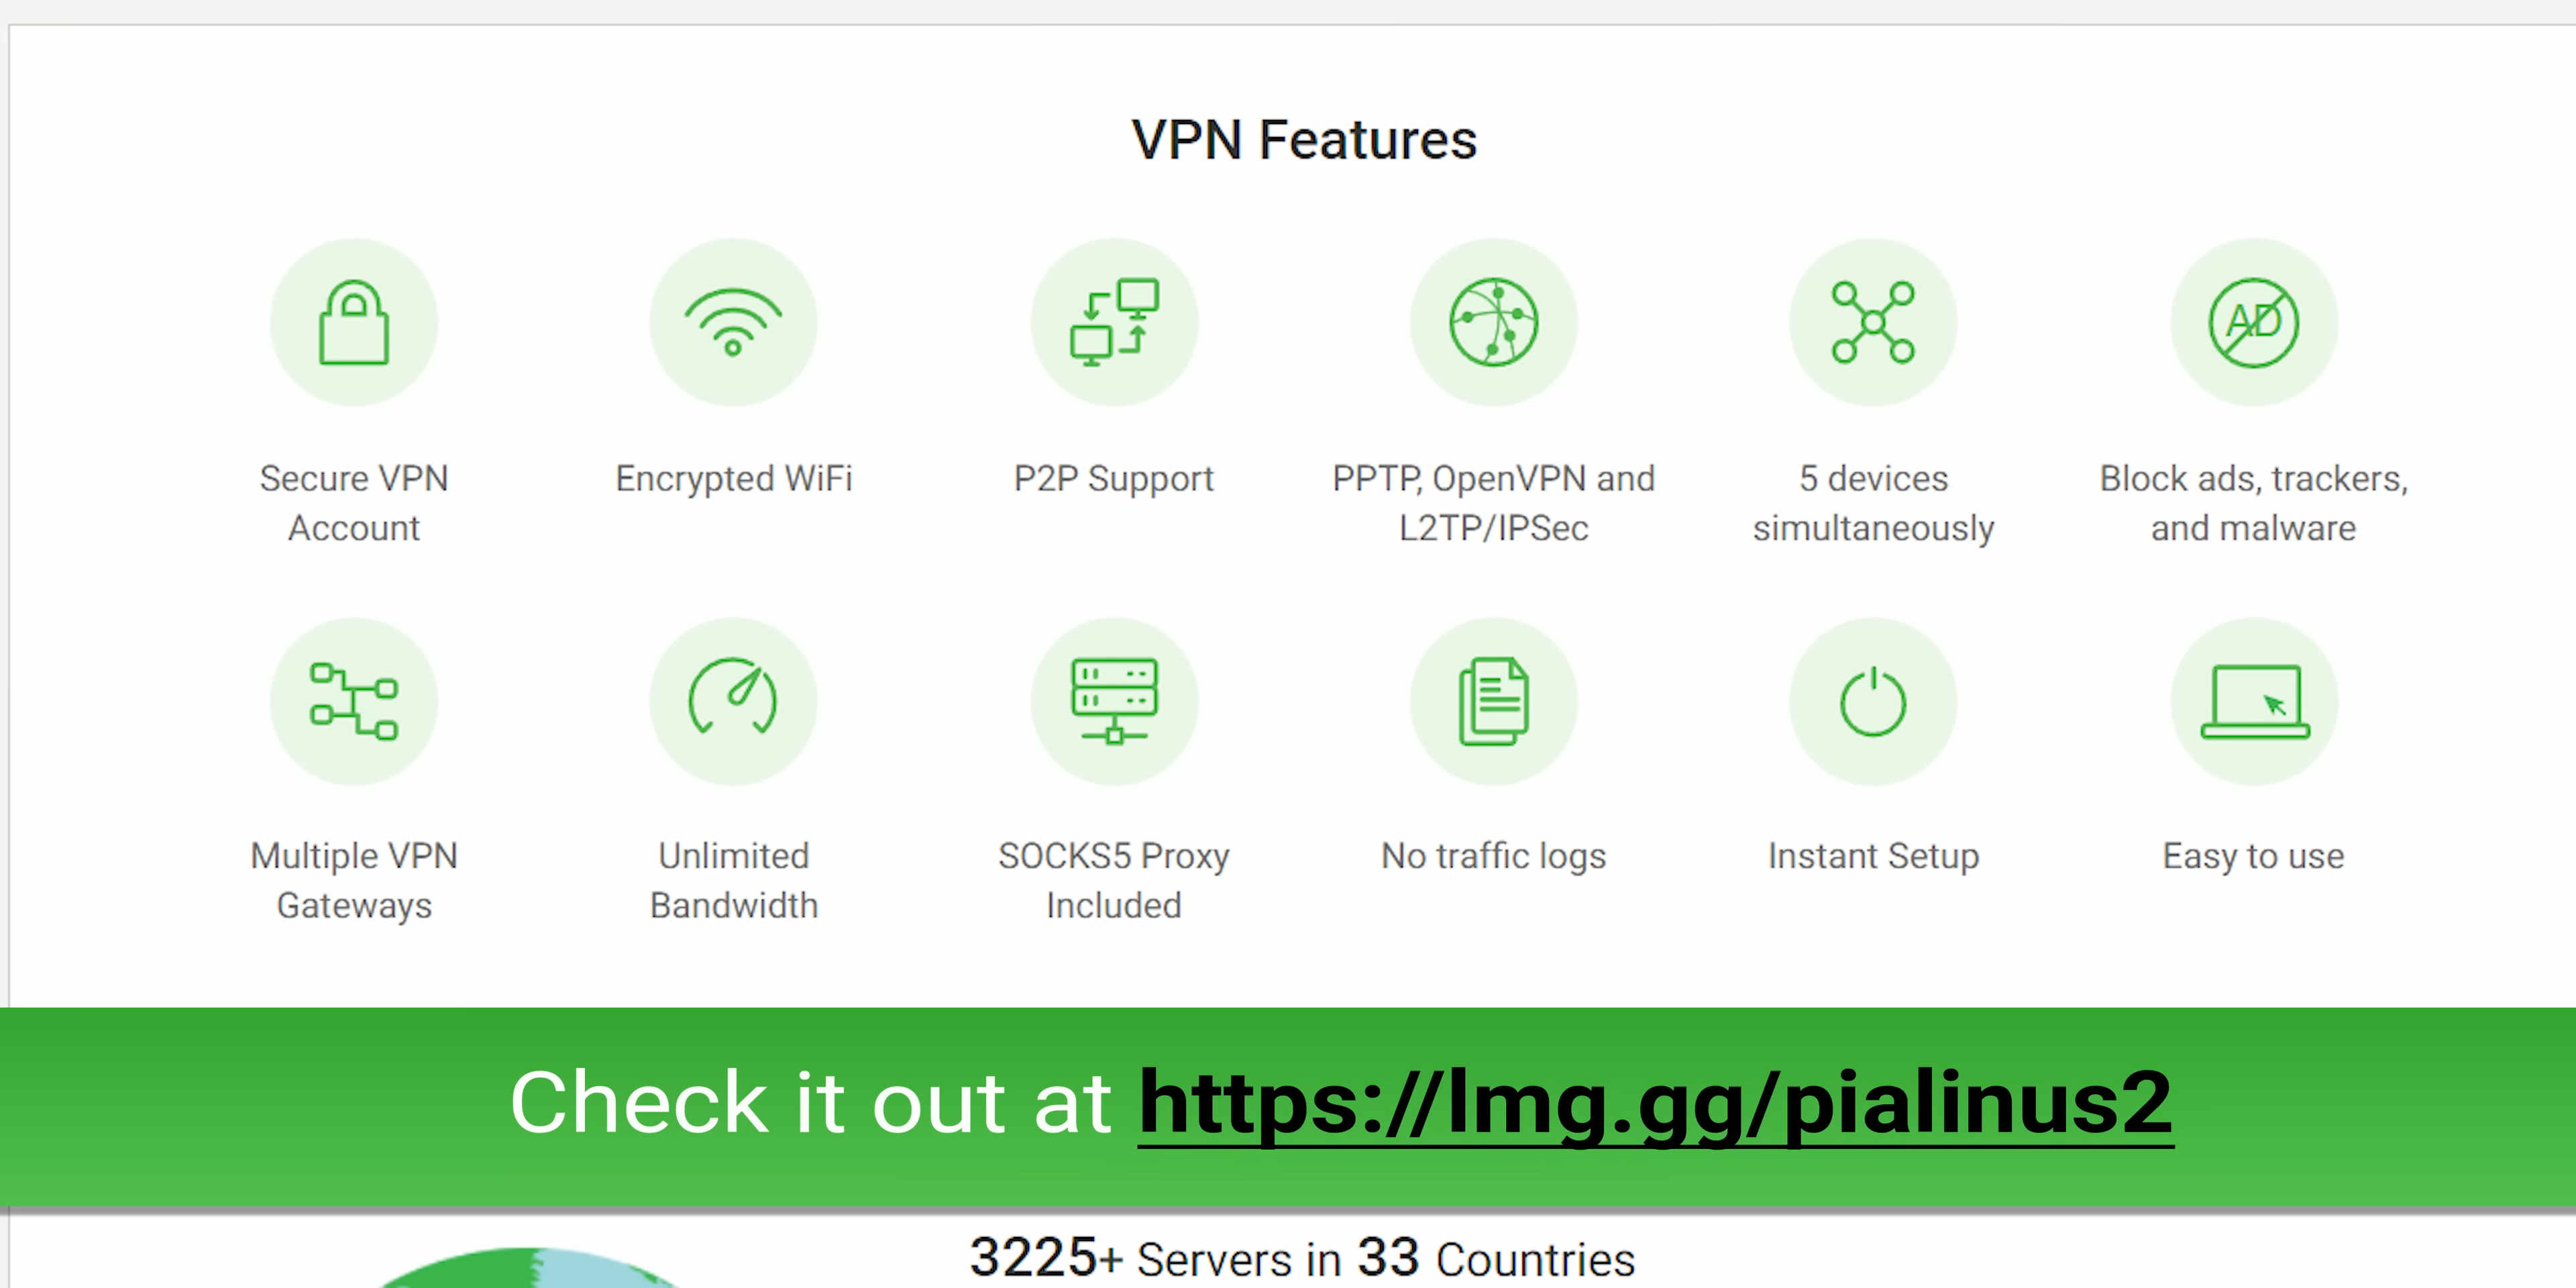 VPN Features
AD
Secure VPN
Account
Encrypted WiFi
P2P Support
PPTP, OpenVPN and
L2TP/IPSec
5 devices
simultaneously
Block ads, trackers,
and malware
Multiple VPN
Gateways
Unlimited
Bandwidth
SOCKS5 Proxy
Included
No traffic logs
Instant Setup
Easy to use
Check it out at https://lmg.gg/pialinus2
3225+ Servers in 33 Countries